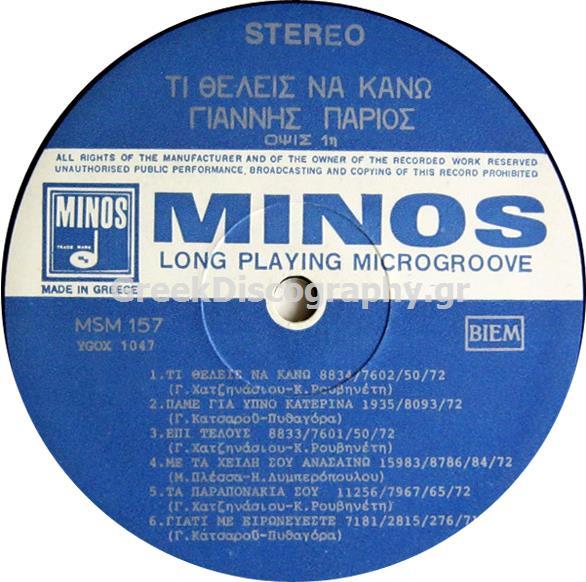 STEREO
ΤΙ ΘΕΛΕΙΣ ΝΑ ΚΑΝΩ
ΓΙΑΝΝΗΣ ΠΑΡΙΟΣ
ΟΨΙΣ 1η
ALL RIGHTS OF THE MANUFACTURER AND OF THE OWNER OF THE RECORDED WORK RESERVED
UNAUTHORISED PUBLIC PERFORMANCE, BROADCASTING AND COPYING OF THIS RECORD PROHIBITED
MINOS
TRADE MARK
MINOS
LONG PLAYING MICROGROOVE
MADE IN GREECE
GreekDiscography.gr
MSM 157
YGOX 1047
BIEM
1.ΤΙ ΘΕΛΕΙΣ ΝΑ ΚΑΝΩ 8834/7602/50/72
(Γ.Χατζηνάσιου-Κ.Ρουβηνέτη)
2.ΠΑΜΕ ΓΙΑ ΥΠΝΟ ΚΑΤΕΡΙΝΑ 1935/8093/72
(Γ.Κατσαρού-Πυθαγόρα)
3.ΕΠΙ ΤΕΛΟΥΣ 8833/7601/50/72
(Γ.Χατζηνάσιου-Κ.Ρουβηνέτη)
4.ΜΕ ΤΑ ΧΕΙΛΗ ΣΟΥ ΑΝΑΣΑΙΝΩ 15983/8786/84/72
(Μ.Πλέσσα-Η.Λυμπερόπουλου)
5.ΤΑ ΠΑΡΑΠΟΝΑΚΙΑ ΣΟΥ 11256/7967/65/72
(Γ.Χατζηνάσιου-Πυθαγόρα)
6.ΓΙΑΤΙ ΜΕ ΕΙΡΩΝΕΥΕΣΤΕ 7181/2815/276/71
(Γ.Κάτσαρού-Πυθαγόρα)